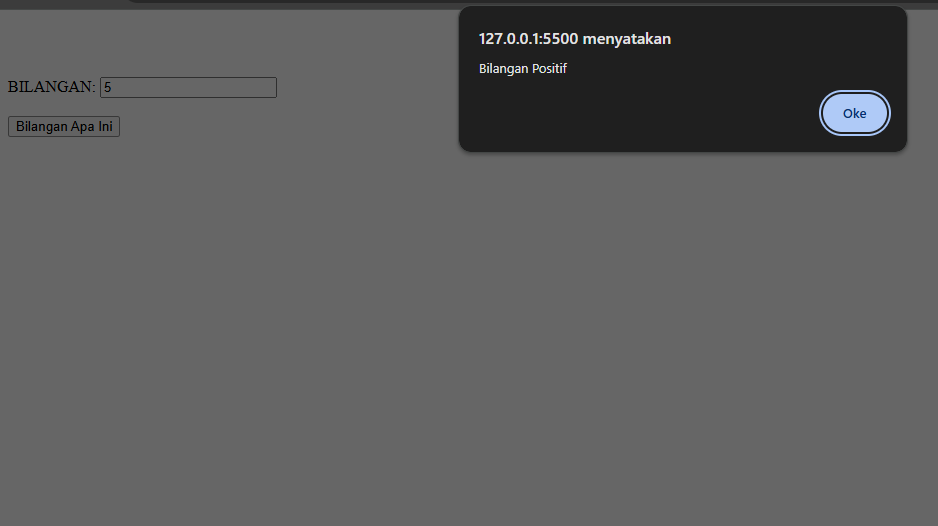 127.0.0.1:5500 menyatakan
Bilangan Positif
Oke
BILANGAN: 5
Bilangan Apa Ini